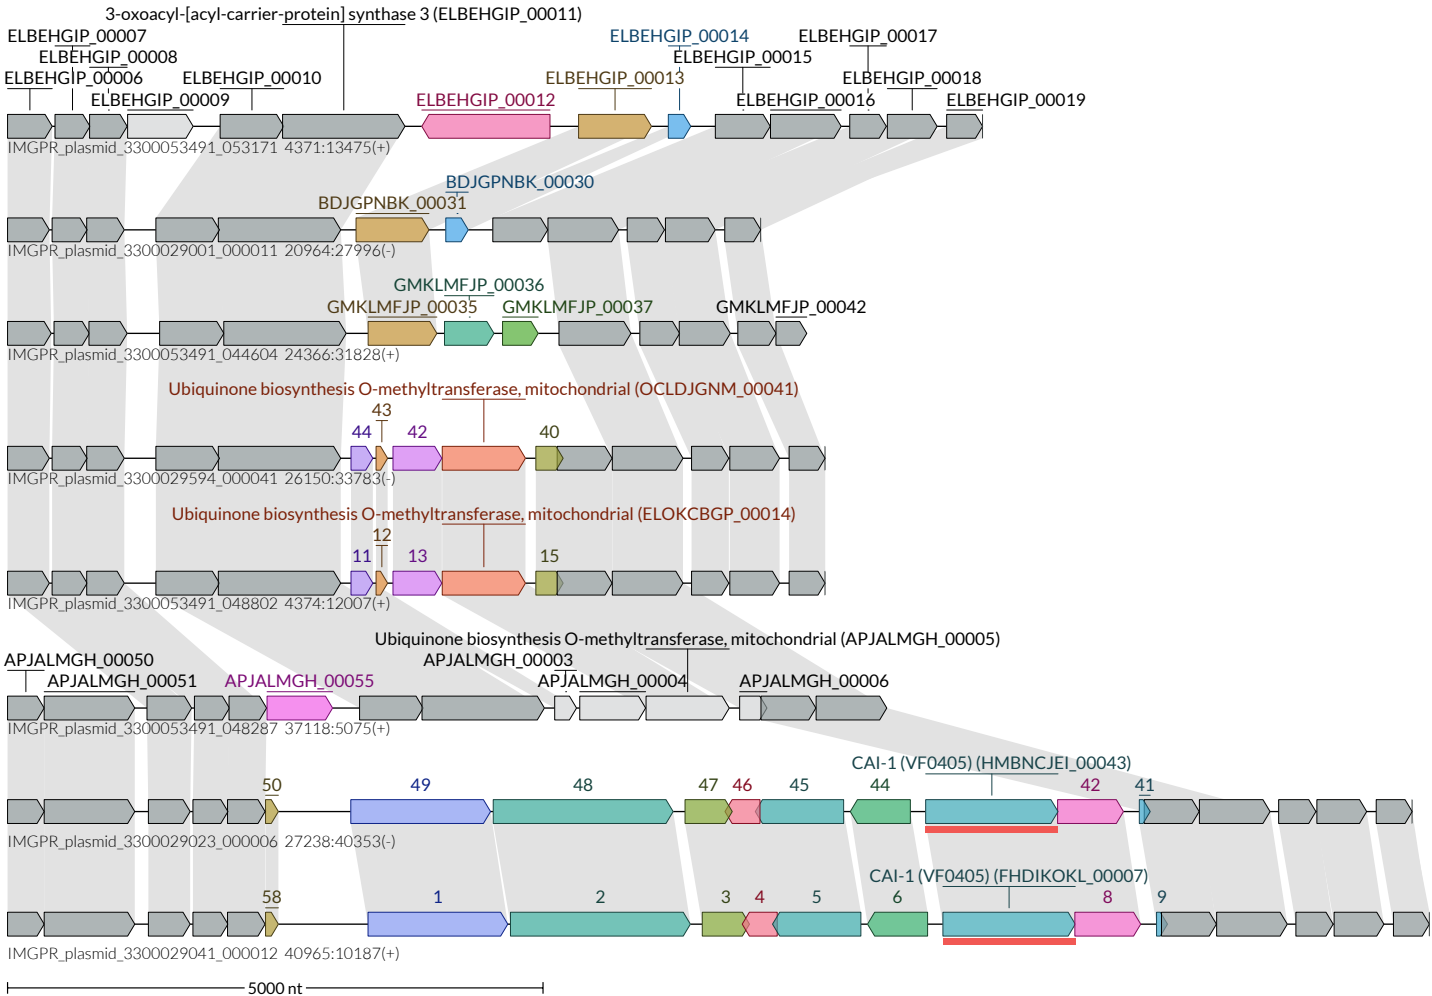 3-oxoacyl-[acyl-carrier-protein] synthase 3 (ELBEHGIP_00011)
ELBEHGIP_00007 ELBEHGIP_00014 ELBEHGIP_00017
ELBEHGIP_00008 ELBEHGIP_00015
ELBEHGIP_00006 ELBEHGIP_00010 ELBEHGIP_00013 ELBEHGIP_00018
ELBEHGIP_00009 ELBEHGIP_00012 ELBEHGIP_00016 ELBEHGIP_00019
IMGPR_plasmid_3300053491_053171 4371:13475(+)
BDJGPNBK_00030
BDJGPNBK_00031
IMGPR_plasmid_3300029001_000011 20964:27996(-)
GMKLMFJP_00036
GMKLMFJP_00035 GMKLMFJP_00037 GMKLMFJP_00042
IMGPR_plasmid_3300053491_044604 24366:31828(+)
Ubiquinone biosynthesis O-methyltransferase, mitochondrial (OCLDJGNM_00041)
43
44 42 40
IMGPR_plasmid_3300029594_000041 26150:33783(-)
Ubiquinone biosynthesis O-methyltransferase, mitochondrial (ELOKCBGP_00014)
12
11 13 15
IMGPR_plasmid_3300053491_048802 4374:12007(+)
Ubiquinone biosynthesis O-methyltransferase, mitochondrial (APJALMGH_00005)
APJALMGH_00050 APJALMGH_00003
APJALMGH_00051 APJALMGH_00055 APJALMGH_00004 APJALMGH_00006
IMGPR_plasmid_3300053491_048287 37118:5075(+)
CAI-1 (VF0405) (HMBNCJEI_00043)
50 49 48 47 46 45 44 42 41
IMGPR_plasmid_3300029023_000006 27238:40353(-)
CAI-1 (VF0405) (FHDIKOKL_00007)
58 1 2 3 4 5 6 8 9
IMGPR_plasmid_3300029041_000012 40965:10187(+)
5000 nt